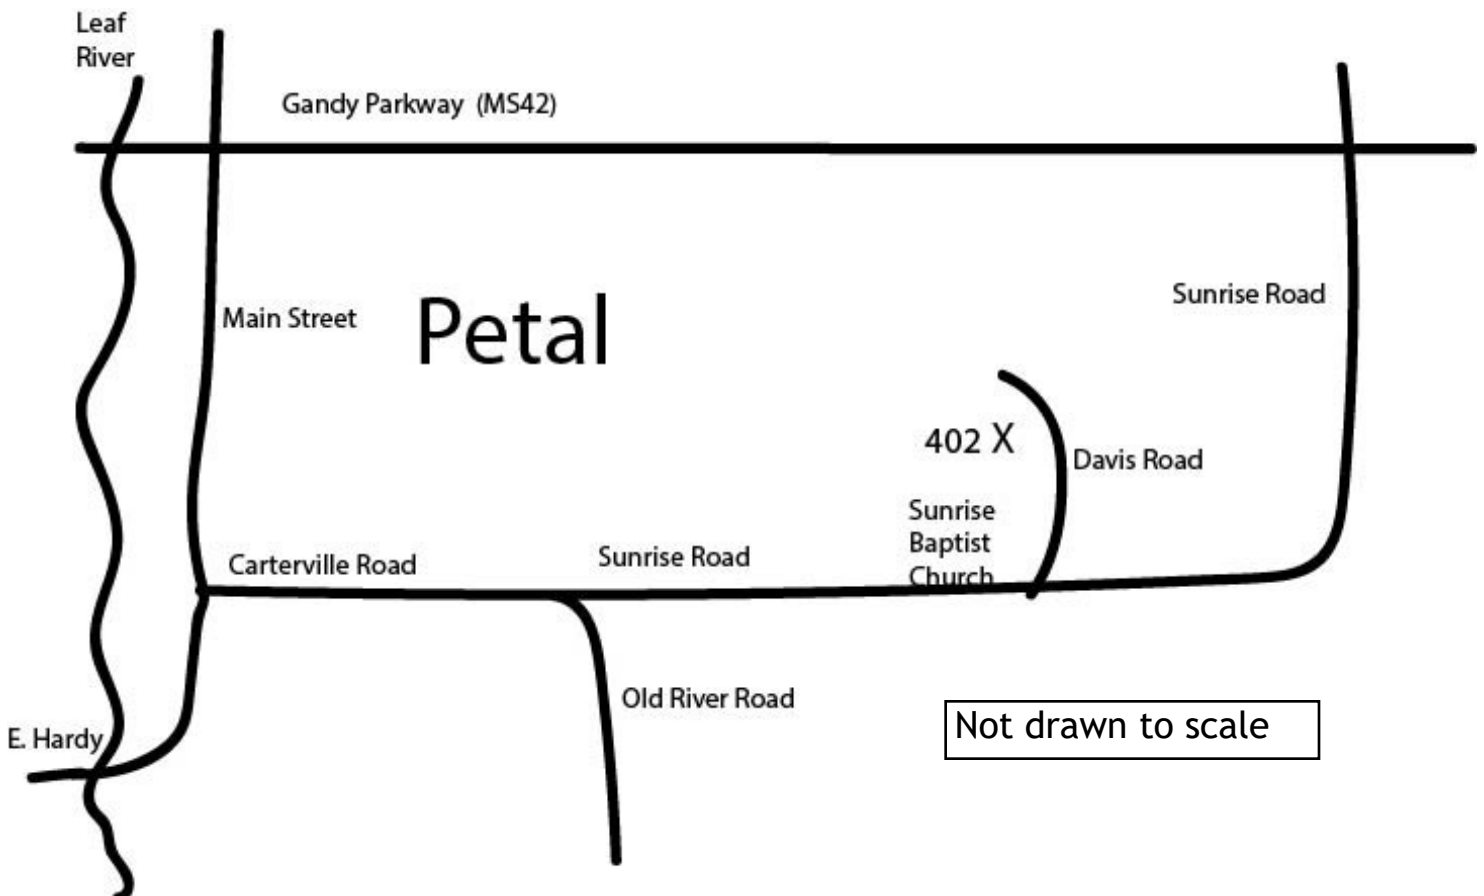 Leaf
River
Gandy Parkway (MS42)
Sunrise Road
Main Street
Petal
402 X
Davis Road
Sunrise
Baptist
Church
Carterville Road
Sunrise Road
Old River Road
Not drawn to scale
E. Hardy